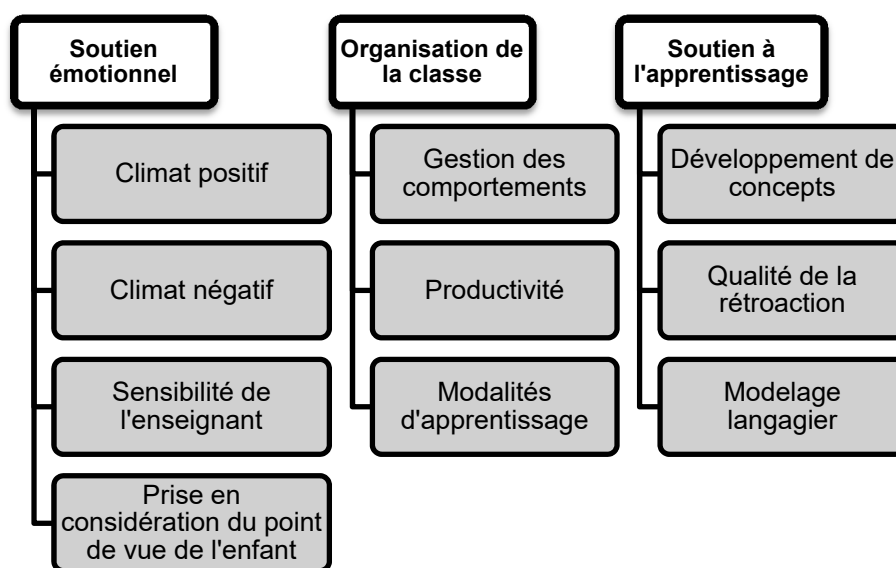 Soutien
émotionnel
Climat positif
Climat négatif
Sensibilité de
l'enseignant
Prise en
considération du point
de vue de l'enfant
Organisation de
la classe
Gestion des
comportements
Productivité
Modalités
d'apprentissage
Soutien à
l'apprentissage
Développement de
concepts
Qualité de la
rétroaction
Modelage
langagier